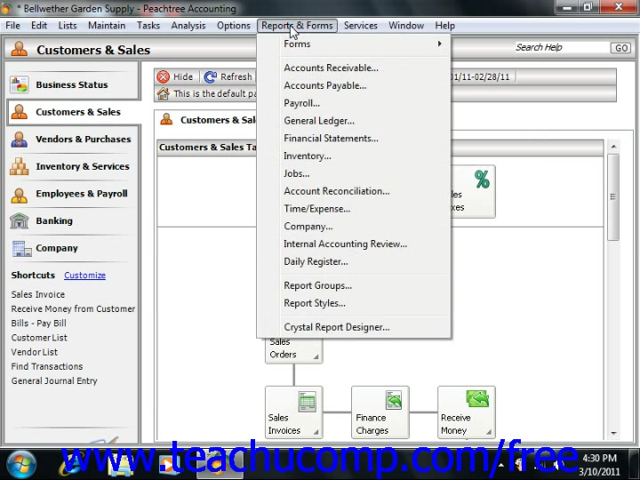 * Bellwether Garden Supply - Peachtree Accounting
File Edit Lists Maintain Tasks Analysis Options Reports & Forms Services Window Help
Customers & Sales
Search Help GO
Business Status
Customers & Sales
Vendors & Purchases
Inventory & Services
Employees & Payroll
Banking
Company
Shortcuts Customize
Sales Invoice
Receive Money from Customer
Bills - Pay Bill
Customer List
Vendor List
Find Transactions
General Journal Entry
Hide Refresh
01/11-02/28/11
This is the default pa
Customers & Sal
Customers & Sales Ta
Forms
Accounts Receivable...
Accounts Payable...
Payroll...
General Ledger...
Financial Statements...
Inventory...
Jobs...
Account Reconciliation...
Time/Expense...
Company...
Internal Accounting Review...
Daily Register...
Report Groups...
Report Styles...
Crystal Report Designer...
Sales
Orders
Sales
Invoices
Finance
Charges
Receive
Money
www.teachucomp.com/free
4:30 PM
3/10/2011